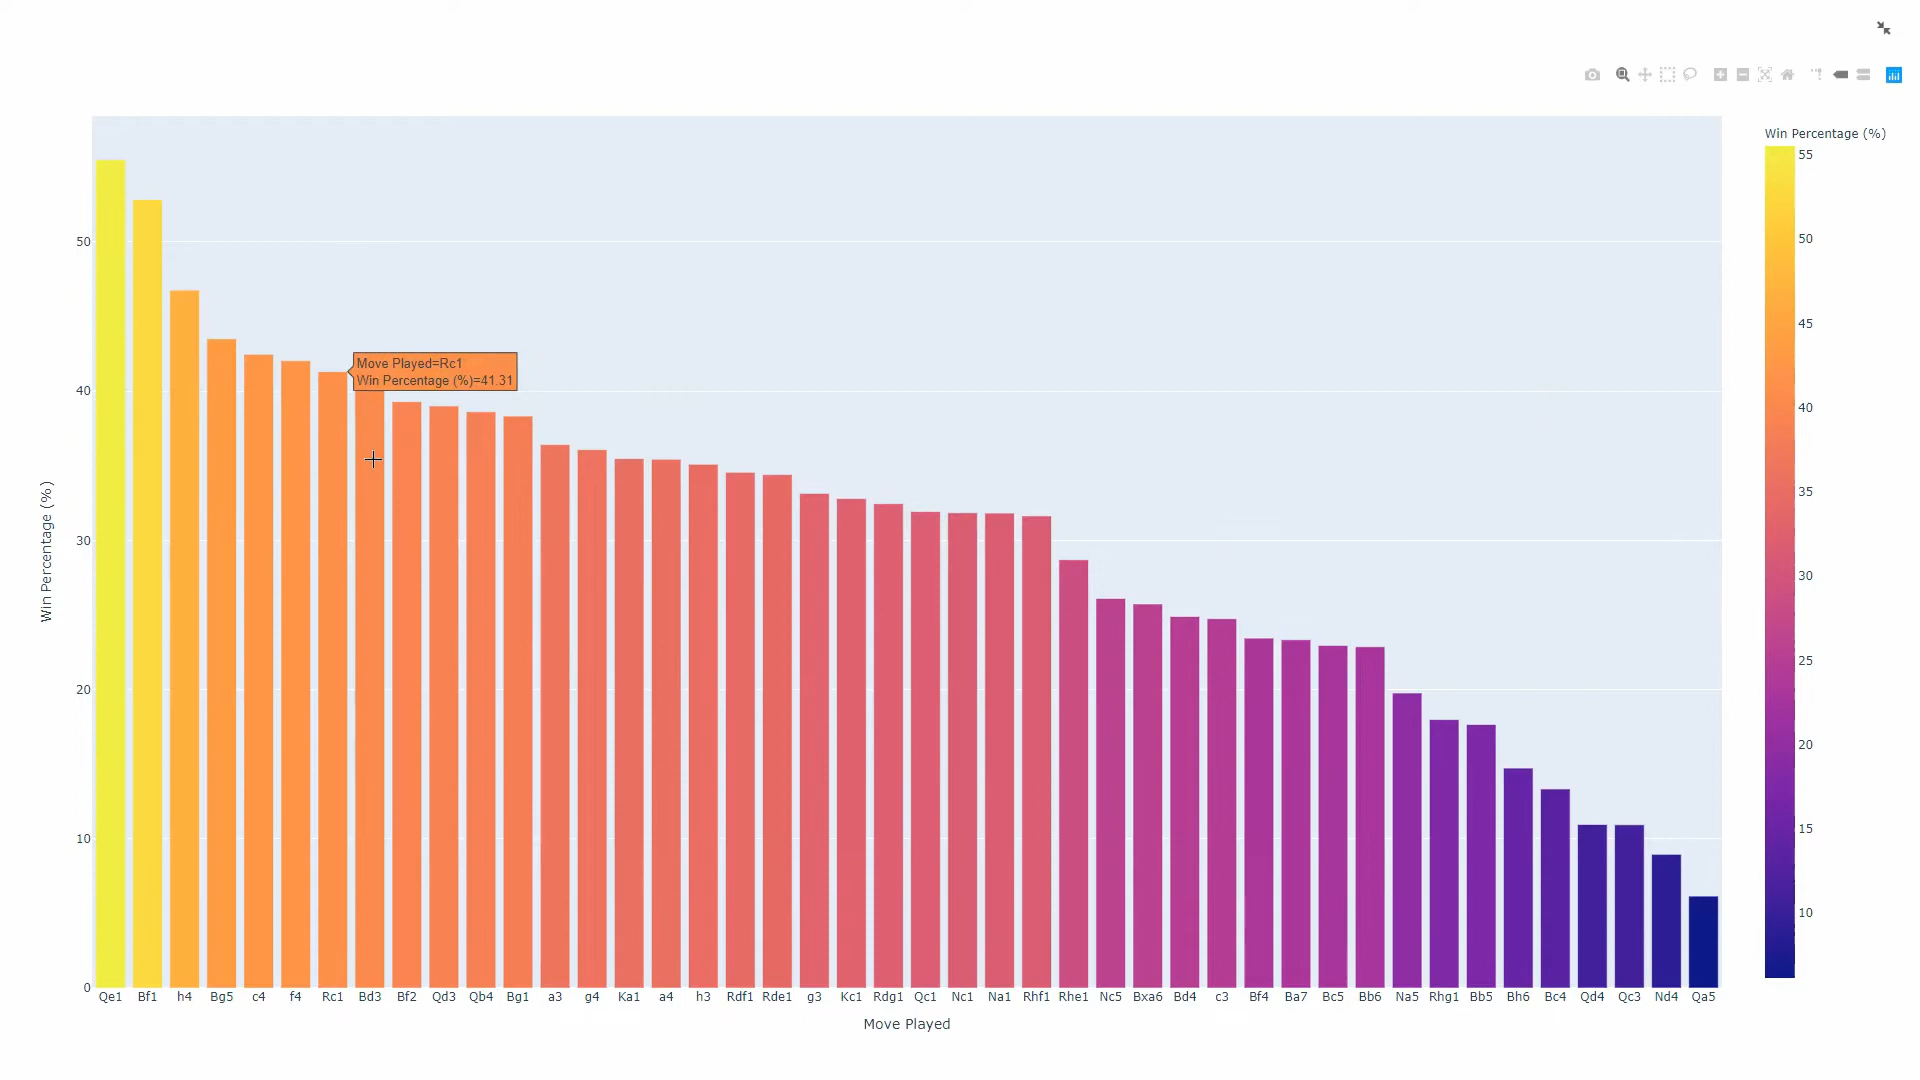 Win Percentage (%)
55
50
45
40
35
30
25
20
15
10
Win Percentage (%)
50
40
30
20
10
0
Move Played=Rc1
Win Percentage (%)=41.31
Qe1 Bf1 h4 Bg5 c4 f4 Rc1 Bd3 Bf2 Qd3 Qb4 Bg1 a3 g4 Ka1 a4 h3 Rdf1 Rde1 g3 Kc1 Rdg1 Qc1 Nc1 Na1 Rhf1 Rhe1 Nc5 Bxa6 Bd4 c3 Bf4 Ba7 Bc5 Bb6 Na5 Rhg1 Bb5 Bh6 Bc4 Qd4 Qc3 Nd4 Qa5
Move Played